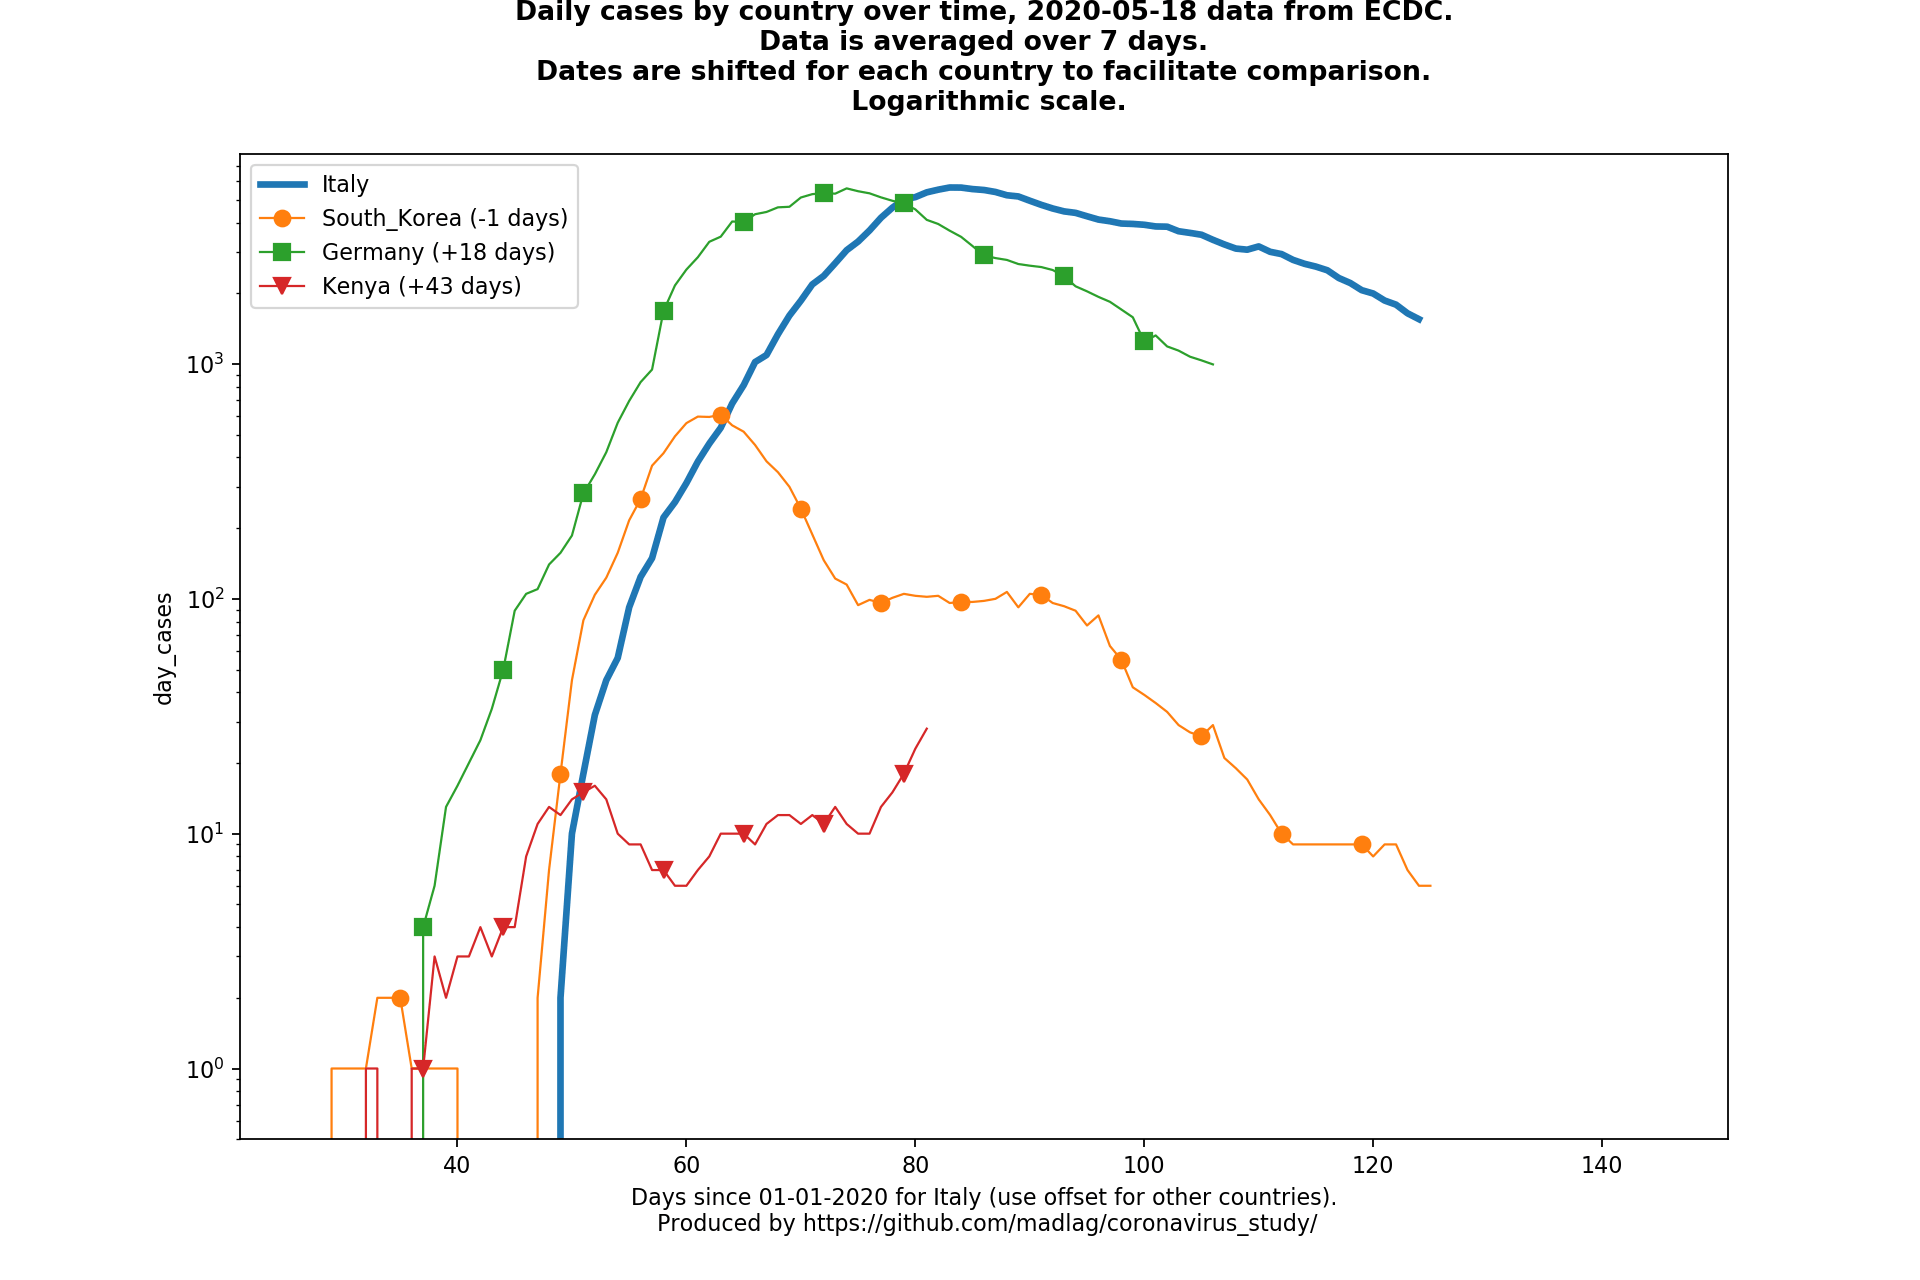 Daily cases by country over time, 2020-05-18 data from ECDC.
Data is averaged over 7 days.
Dates are shifted for each country to facilitate comparison.
Logarithmic scale.
Italy
South_Korea (-1 days)
Germany (+18 days)
Kenya (+43 days)
10³
10²
10¹
10⁰
day_cases
40 60 80 100 120 140
Days since 01-01-2020 for Italy (use offset for other countries).
Produced by https://github.com/madlag/coronavirus_study/